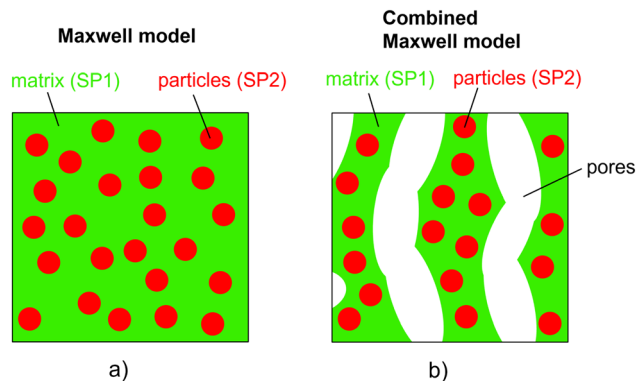 Maxwell model
matrix (SP1)
particles (SP2)
a)
Combined
Maxwell model
matrix (SP1)
particles (SP2)
pores
b)